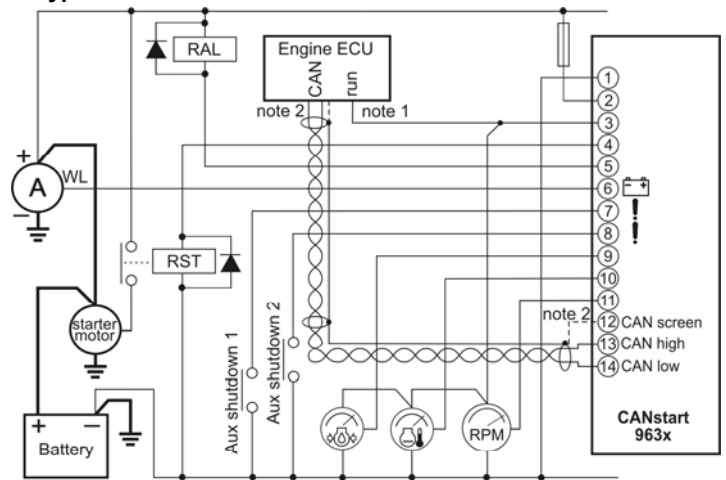 RAL
Engine ECU
CAN
run
note 2
note 1
1
2
3
4
5
6
7
8
9
10
11
12
13
14
+
A
WL
−
− +
!
!
RST
starter
motor
Aux shutdown 1
Aux shutdown 2
note 2
CAN screen
CAN high
CAN low
+ −
Battery
RPM
CANstart
963x